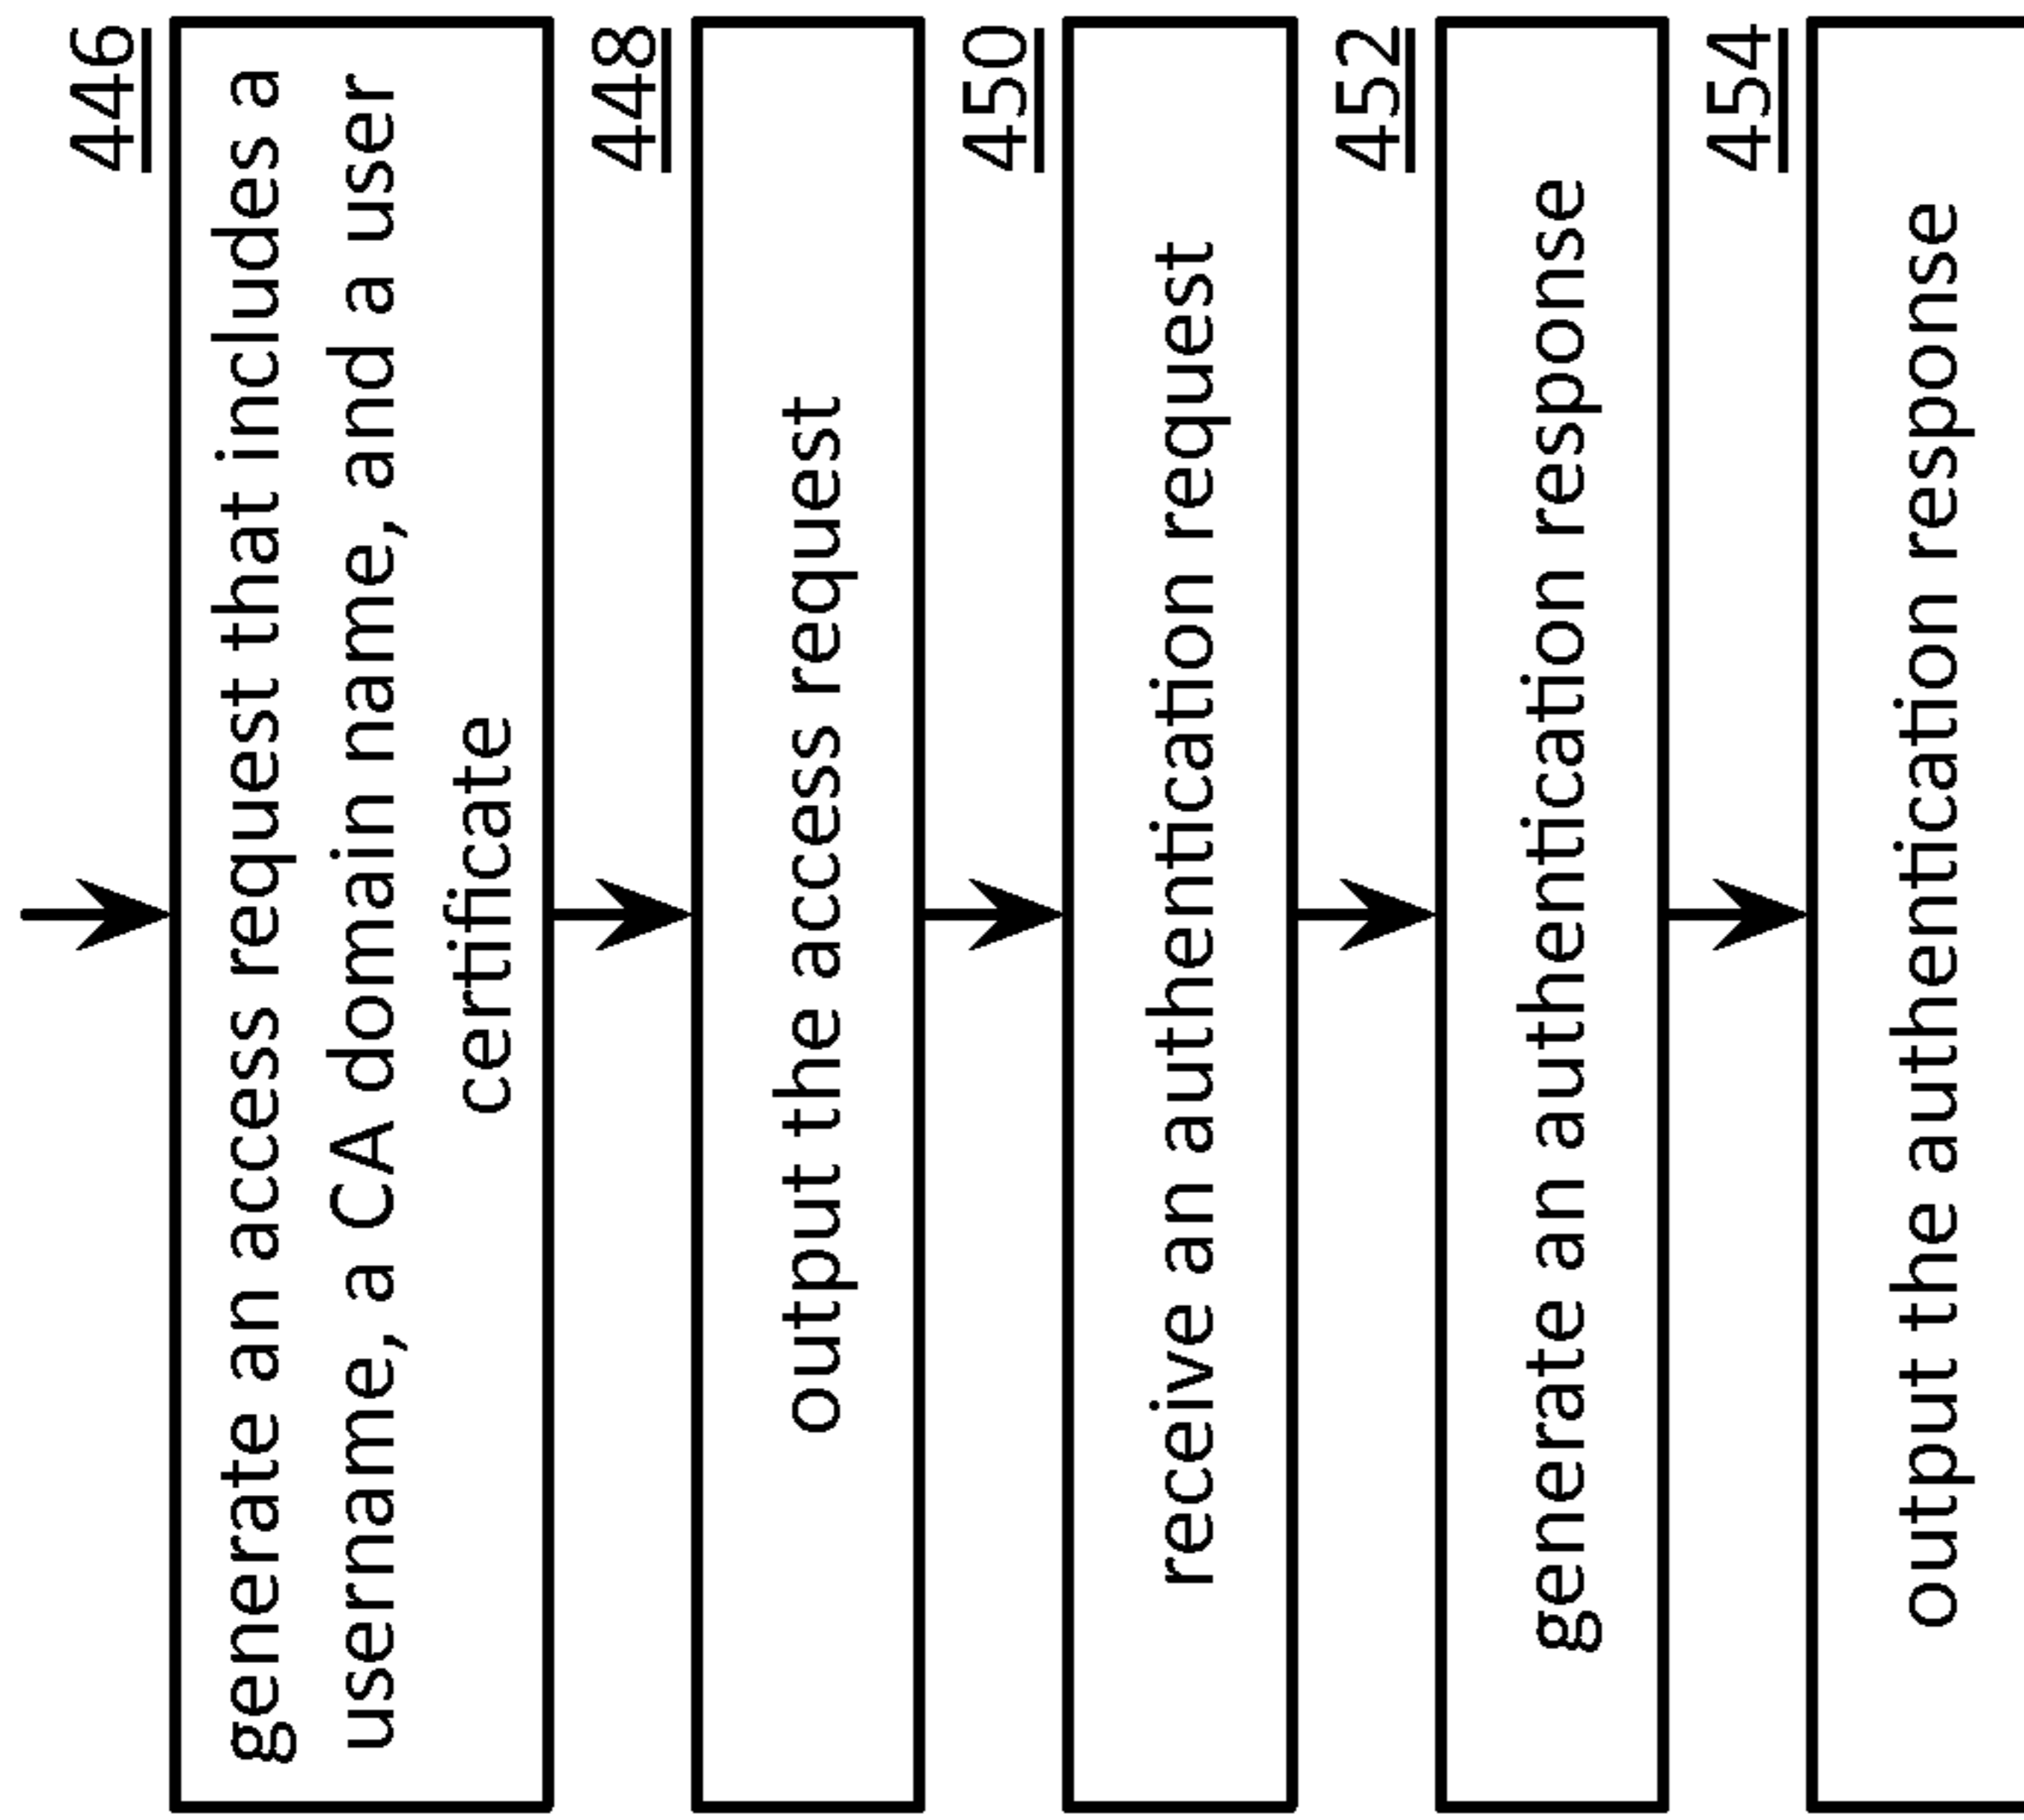 446
generate an access request that includes a
username, a CA domain name, and a user
certificate
448
output the access request
450
receive an authentication request
452
generate an authentication response
454
output the authentication response